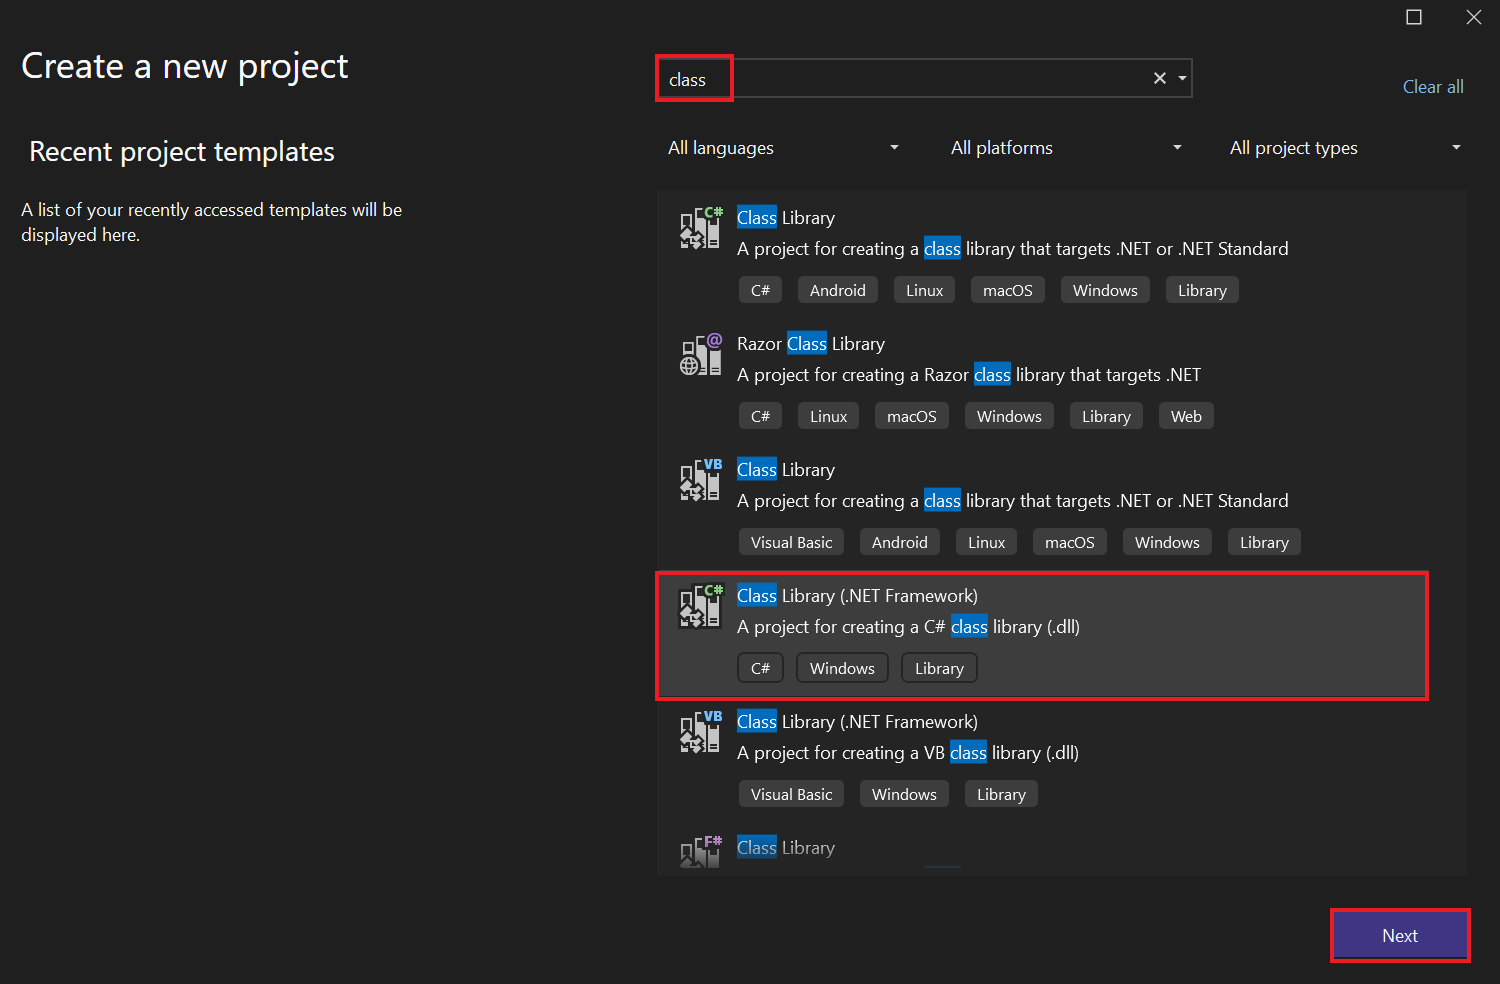 Create a new project
class
Clear all
Recent project templates
All languages
All platforms
All project types
A list of your recently accessed templates will be
displayed here.
C#
Class Library
A project for creating a class library that targets .NET or .NET Standard
C# Android Linux macOS Windows Library
@
Razor Class Library
A project for creating a Razor class library that targets .NET
C# Linux macOS Windows Library Web
VB
Class Library
A project for creating a class library that targets .NET or .NET Standard
Visual Basic Android Linux macOS Windows Library
C#
Class Library (.NET Framework)
A project for creating a C# class library (.dll)
C# Windows Library
VB
Class Library (.NET Framework)
A project for creating a VB class library (.dll)
Visual Basic Windows Library
F#
Class Library
Next